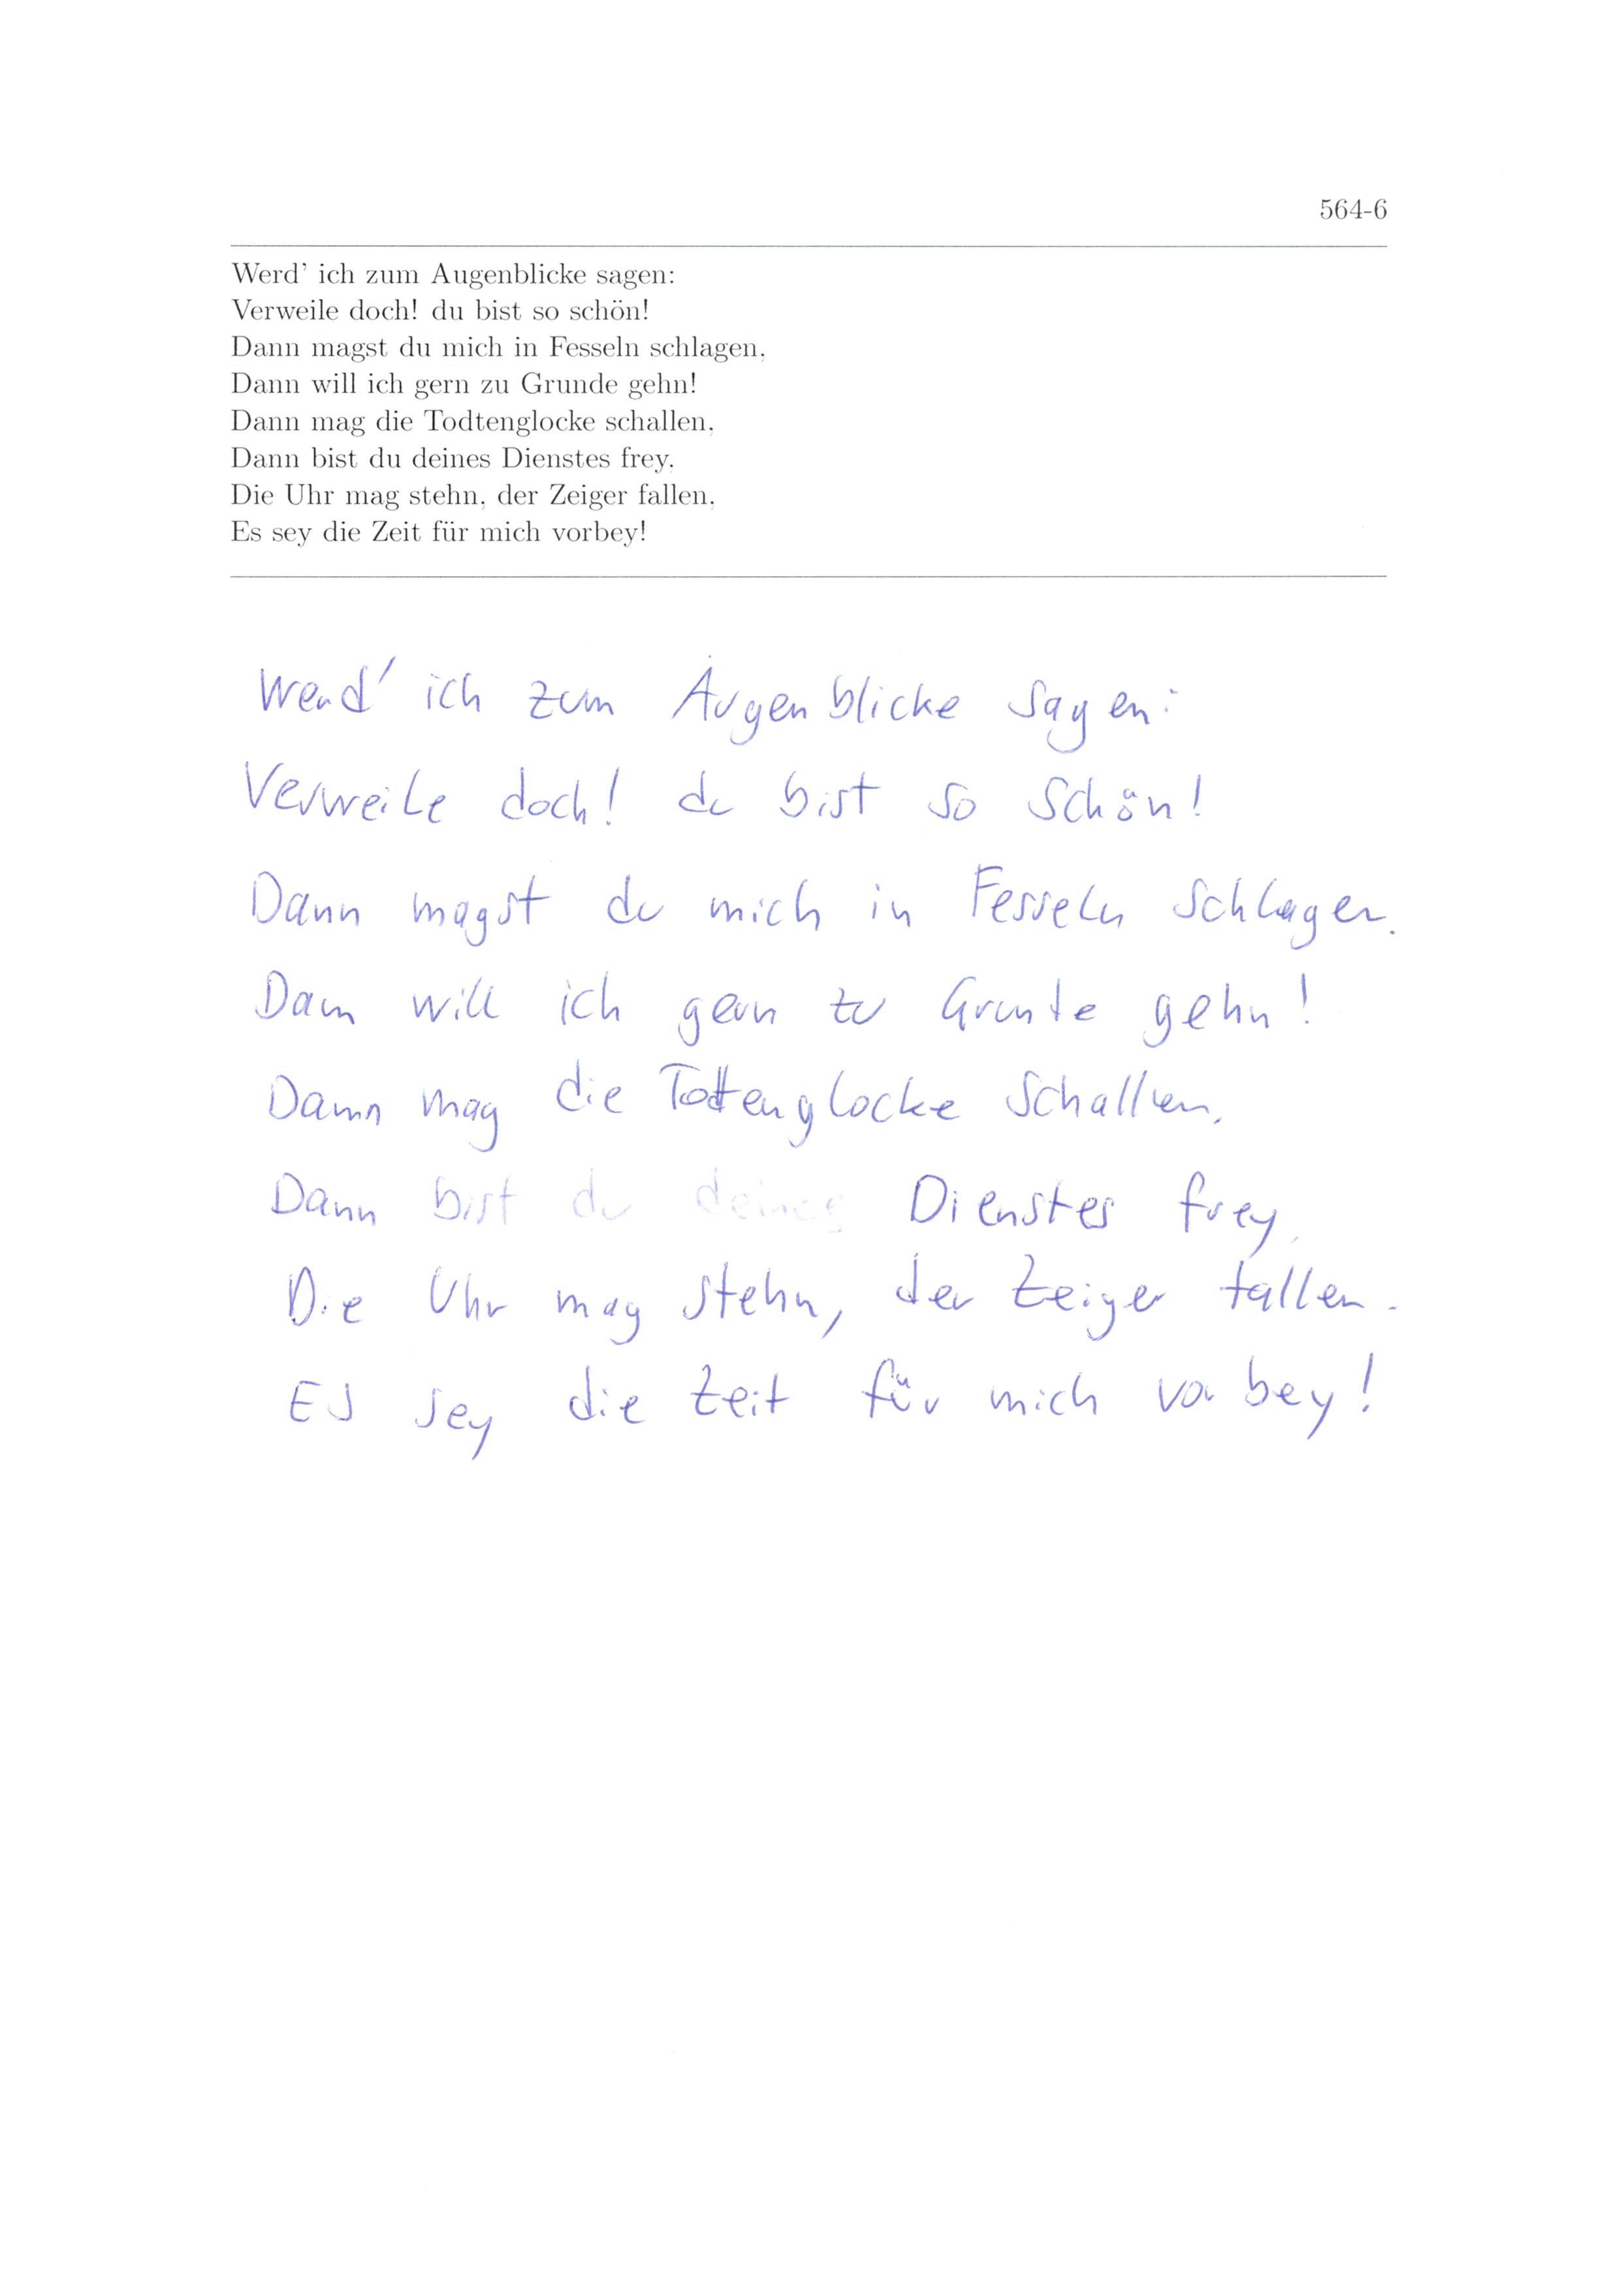 564-6
Werd' ich zum Augenblicke sagen:
Verweile doch! du bist so schön!
Dann magst du mich in Fesseln schlagen,
Dann will ich gern zu Grunde gehn!
Dann mag die Todtenglocke schallen,
Dann bist du deines Dienstes frey,
Die Uhr mag stehn, der Zeiger fallen,
Es sey die Zeit für mich vorbey!
Werd' ich zum Augenblicke sagen:
Verweile doch! du bist so schön!
Dann magst du mich in Fesseln schlagen.
Dann will ich gern zu Grunde gehn!
Dann mag die Todtenglocke schallen,
Dann bist du deines Dienstes frey,
Die Uhr mag stehn, der Zeiger fallen.
Es sey die Zeit für mich vorbey!